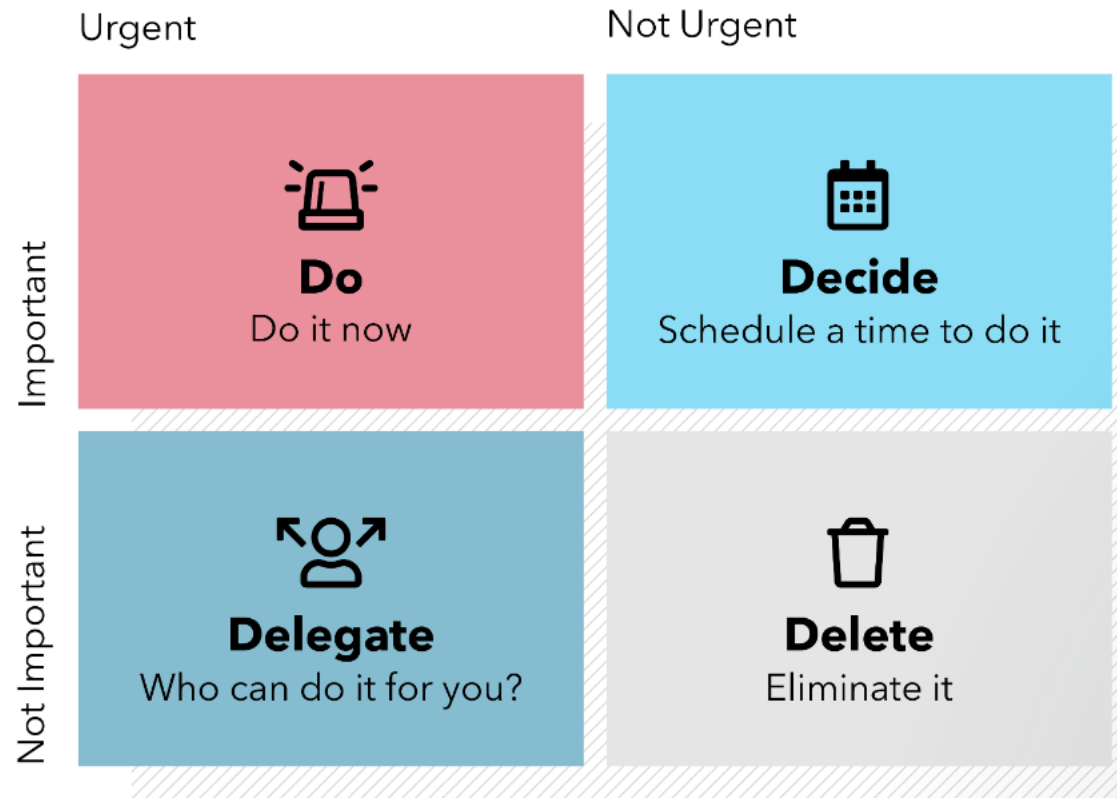 Urgent
Not Urgent
Important
Do
Do it now
Decide
Schedule a time to do it
Not Important
Delegate
Who can do it for you?
Delete
Eliminate it